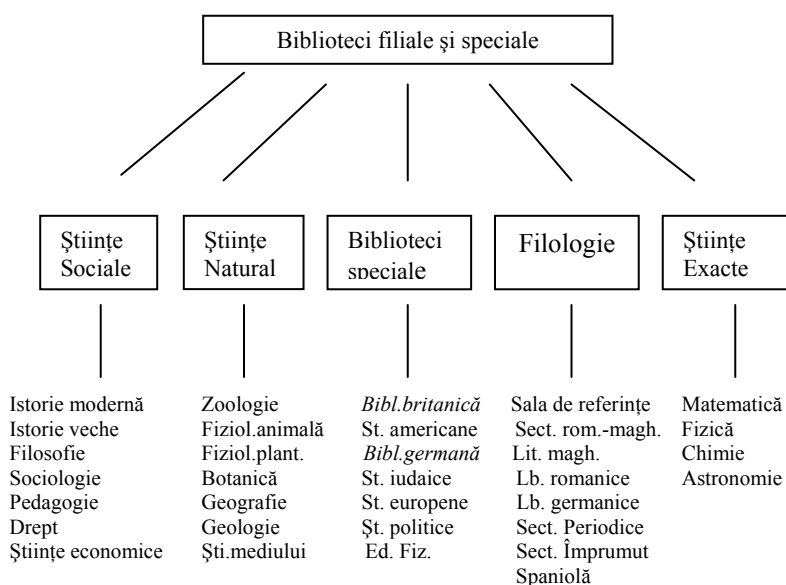 Biblioteci filiale şi speciale
Ştiinţe
Sociale
Ştiinţe
Natural
Biblioteci
speciale
Filologie
Ştiinţe
Exacte
Istorie modernă
Istorie veche
Filosofie
Sociologie
Pedagogie
Drept
Ştiinţe economice
Zoologie
Fiziol.animală
Fiziol.plant.
Botanică
Geografie
Geologie
Şti.mediului
Bibl.britanică
St. americane
Bibl.germană
St. iudaice
St. europene
Şt. politice
Ed. Fiz.
Sala de referinţe
Sect. rom.-magh.
Lit. magh.
Lb. romanice
Lb. germanice
Sect. Periodice
Sect. Împrumut
Spaniolă
Matematică
Fizică
Chimie
Astronomie